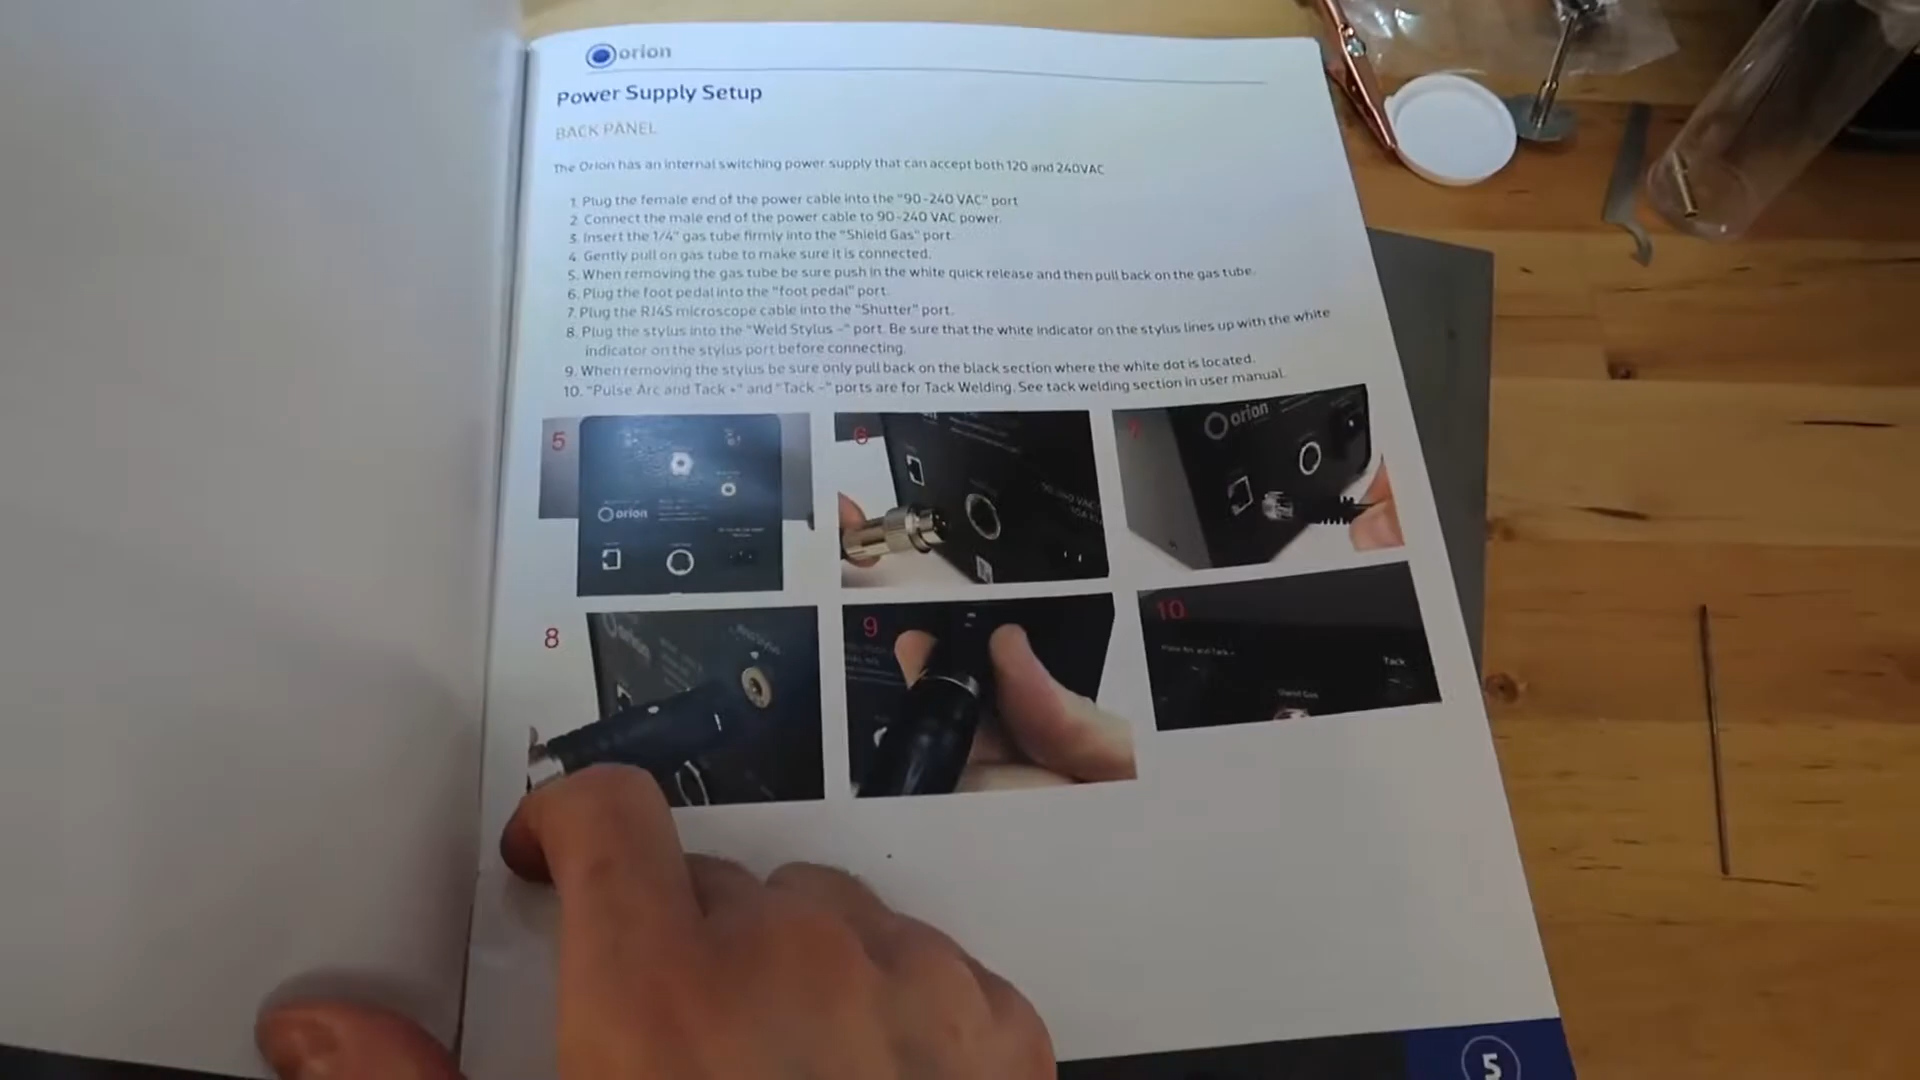 orion
Power Supply Setup
BACK PANEL
The Orion has an internal switching power supply that can accept both 120 and 240VAC
1. Plug the female end of the power cable into the "90-240 VAC" port
2. Connect the male end of the power cable to 90-240 VAC power.
3. Insert the 1/4" gas tube firmly into the "Shield Gas" port.
4. Gently pull on gas tube to make sure it is connected.
5. When removing the gas tube be sure push in the white quick release and then pull back on the gas tube.
6. Plug the foot pedal into the "foot pedal" port.
7. Plug the RJ45 microscope cable into the "Shutter" port.
8. Plug the stylus into the "Weld Stylus -" port. Be sure that the white indicator on the stylus lines up with the white
indicator on the stylus port before connecting.
9. When removing the stylus be sure only pull back on the black section where the white dot is located.
10. "Pulse Arc and Tack +" and "Tack -" ports are for Tack Welding. See tack welding section in user manual.
5
orion
6
7
orion
8
orion
9
10
Pulse Arc and Tack +
Tack
Shield Gas
5